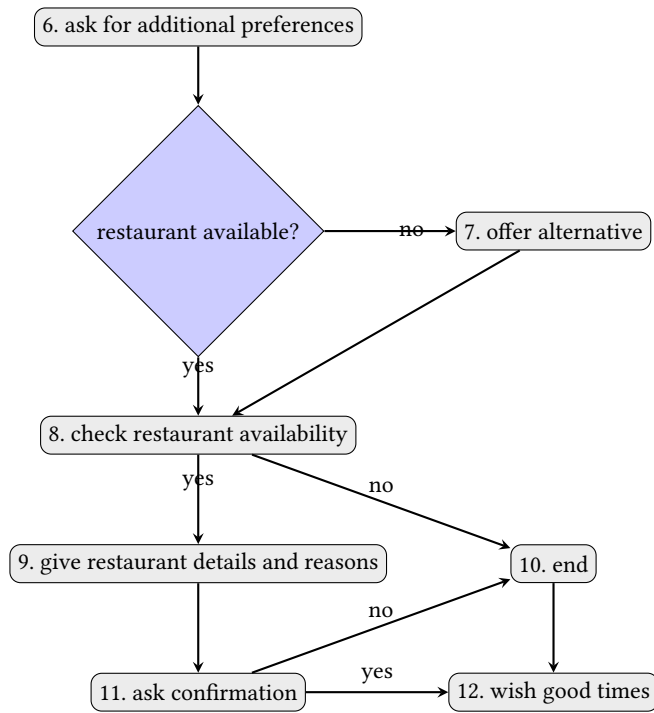 6. ask for additional preferences
restaurant available?
no
7. offer alternative
yes
8. check restaurant availability
yes
no
9. give restaurant details and reasons
10. end
no
11. ask confirmation
yes
12. wish good times